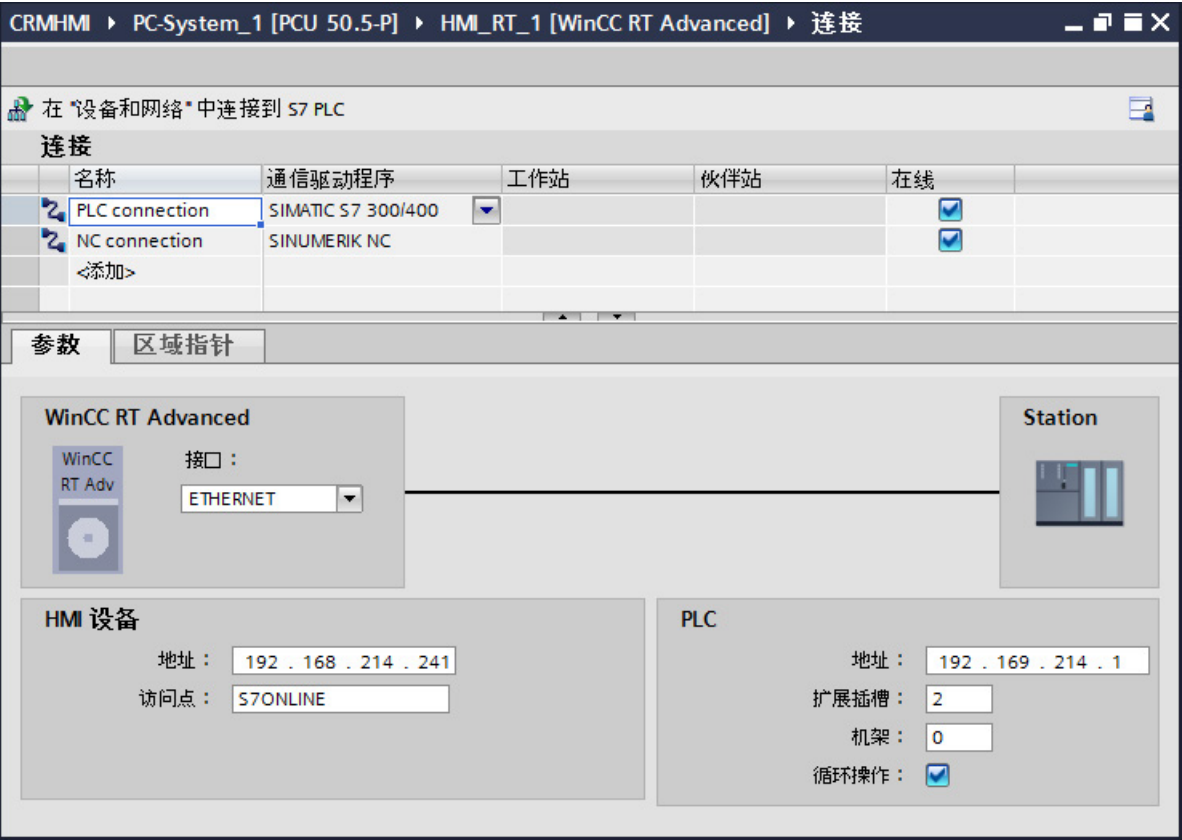 CRMHMI ▸ PC-System_1 [PCU 50.5-P] ▸ HMI_RT_1 [WinCC RT Advanced] ▸ 连接
在 "设备和网络" 中连接到 S7 PLC
连接
名称 通信驱动程序 工作站 伙伴站 在线
PLC connection SIMATIC S7 300/400
NC connection SINUMERIK NC
<添加>
参数 区域指针
WinCC RT Advanced Station
WinCC RT Adv
接口：
ETHERNET
HMI 设备
地址： 192 . 168 . 214 . 241
访问点： S7ONLINE
PLC
地址： 192 . 169 . 214 . 1
扩展插槽： 2
机架： 0
循环操作：